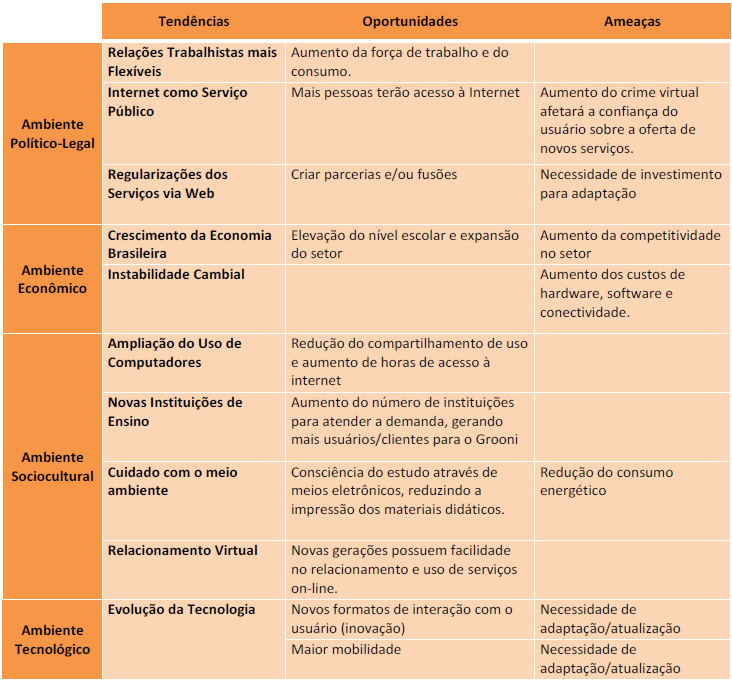 Tendências Oportunidades Ameaças
Ambiente
Político-Legal
Relações Trabalhistas mais
Flexíveis
Aumento da força de trabalho e do
consumo.
Internet como Serviço
Público
Mais pessoas terão acesso à Internet
Aumento do crime virtual
afetará a confiança do
usuário sobre a oferta de
novos serviços.
Regularizações dos
Serviços via Web
Criar parcerias e/ou fusões
Necessidade de investimento
para adaptação
Ambiente
Econômico
Crescimento da Economia
Brasileira
Elevação do nível escolar e expansão
do setor
Aumento da competitividade
no setor
Instabilidade Cambial
Aumento dos custos de
hardware, software e
conectividade.
Ambiente
Sociocultural
Ampliação do Uso de
Computadores
Redução do compartilhamento de uso
e aumento de horas de acesso à
internet
Novas Instituições de
Ensino
Aumento do número de instituições
para atender a demanda, gerando
mais usuários/clientes para o Grooni
Cuidado com o meio
ambiente
Consciência do estudo através de
meios eletrônicos, reduzindo a
impressão dos materiais didáticos.
Redução do consumo
energético
Relacionamento Virtual
Novas gerações possuem facilidade
no relacionamento e uso de serviços
on-line.
Ambiente
Tecnológico
Evolução da Tecnologia
Novos formatos de interação com o
usuário (inovação)
Necessidade de
adaptação/atualização
Maior mobilidade
Necessidade de
adaptação/atualização